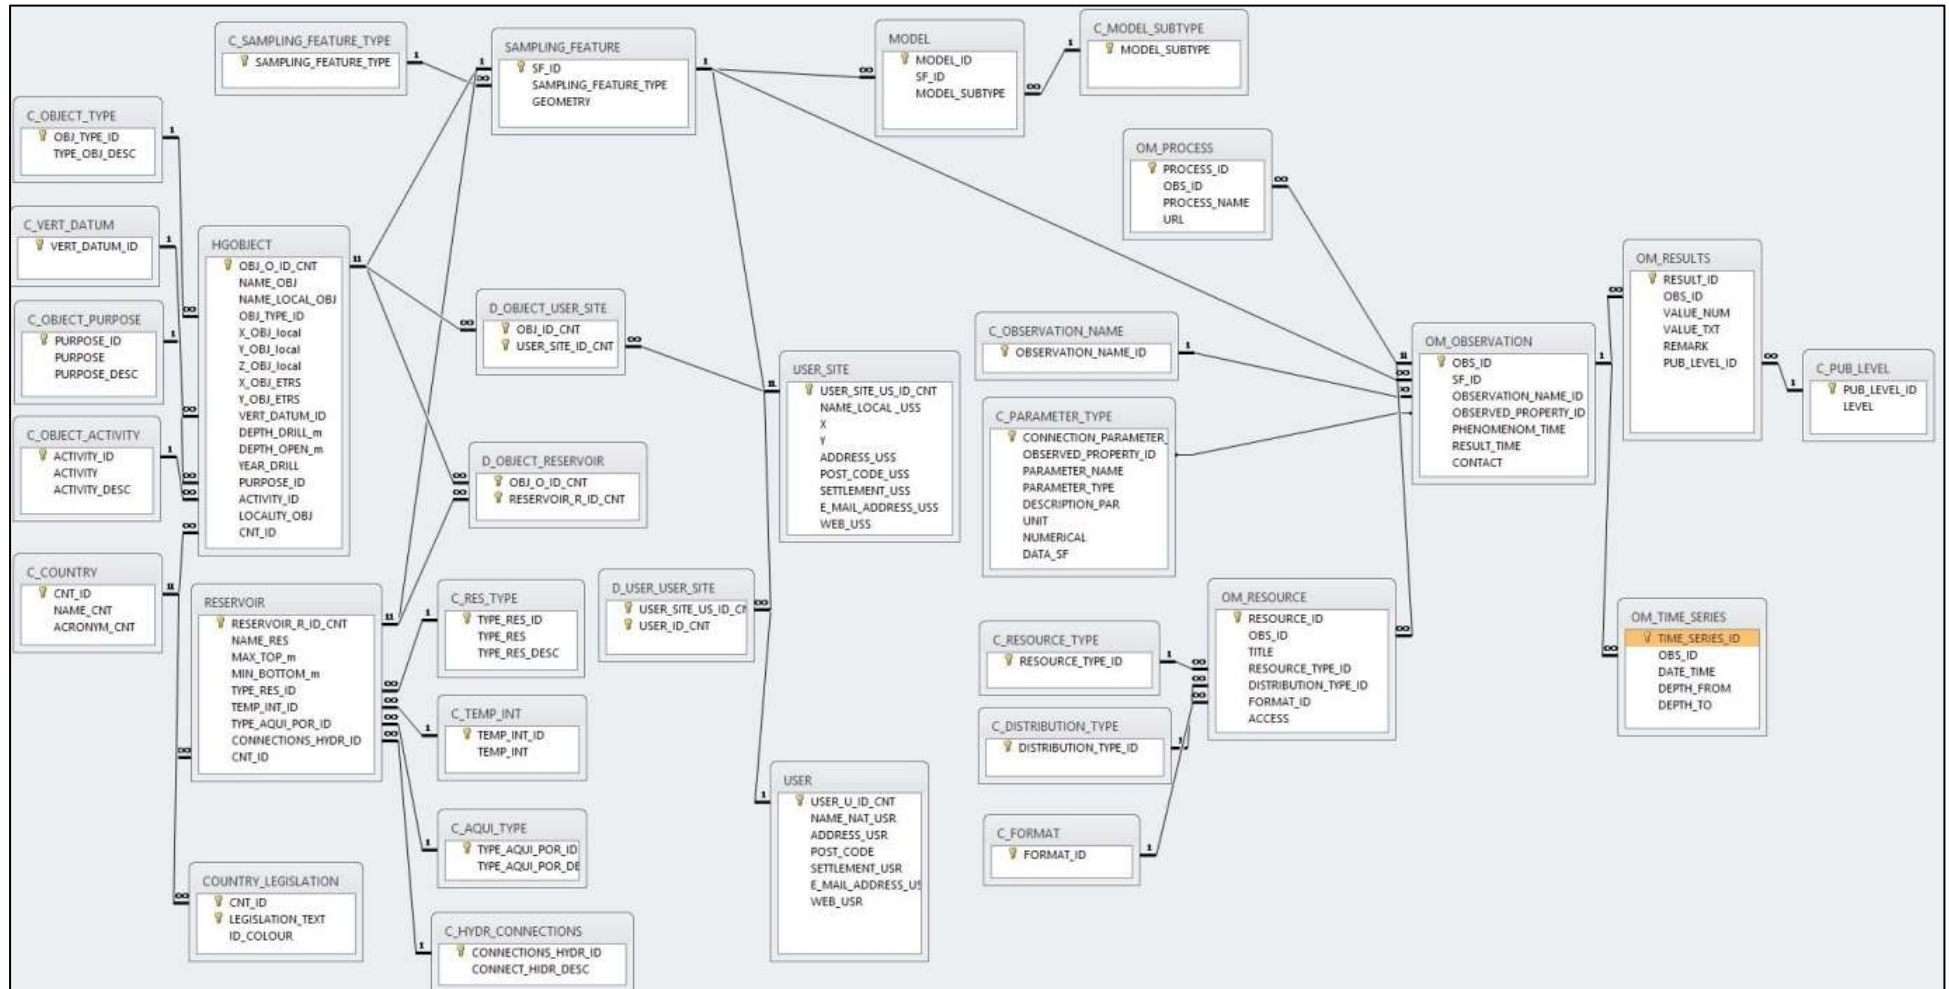 C_SAMPLING_FEATURE_TYPE
SAMPLING_FEATURE_TYPE
SAMPLING_FEATURE
SF_ID
SAMPLING_FEATURE_TYPE
GEOMETRY
MODEL
MODEL_ID
SF_ID
MODEL_SUBTYPE
C_MODEL_SUBTYPE
MODEL_SUBTYPE
C_OBJECT_TYPE
OBJ_TYPE_ID
TYPE_OBJ_DESC
OM_PROCESS
PROCESS_ID
OBS_ID
PROCESS_NAME
URL
C_VERT_DATUM
VERT_DATUM_ID
HGOBJECT
OBJ_O_ID_CNT
NAME_OBJ
NAME_LOCAL_OBJ
OBJ_TYPE_ID
X_OBJ_local
Y_OBJ_local
Z_OBJ_local
X_OBJ_ETRS
Y_OBJ_ETRS
VERT_DATUM_ID
DEPTH_DRILL_m
DEPTH_OPEN_m
YEAR_DRILL
PURPOSE_ID
ACTIVITY_ID
LOCALITY_OBJ
CNT_ID
C_OBJECT_PURPOSE
PURPOSE_ID
PURPOSE
PURPOSE_DESC
C_OBJECT_ACTIVITY
ACTIVITY_ID
ACTIVITY
ACTIVITY_DESC
C_COUNTRY
CNT_ID
NAME_CNT
ACRONYM_CNT
D_OBJECT_USER_SITE
OBJ_ID_CNT
USER_SITE_ID_CNT
D_OBJECT_RESERVOIR
OBJ_O_ID_CNT
RESERVOIR_R_ID_CNT
USER_SITE
USER_SITE_US_ID_CNT
NAME_LOCAL _USS
X
Y
ADDRESS_USS
POST_CODE_USS
SETTLEMENT_USS
E_MAIL_ADDRESS_USS
WEB_USS
C_OBSERVATION_NAME
OBSERVATION_NAME_ID
C_PARAMETER_TYPE
CONNECTION_PARAMETER_
OBSERVED_PROPERTY_ID
PARAMETER_NAME
PARAMETER_TYPE
DESCRIPTION_PAR
UNIT
NUMERICAL
DATA_SF
OM_OBSERVATION
OBS_ID
SF_ID
OBSERVATION_NAME_ID
OBSERVED_PROPERTY_ID
PHENOMENOM_TIME
RESULT_TIME
CONTACT
OM_RESULTS
RESULT_ID
OBS_ID
VALUE_NUM
VALUE_TXT
REMARK
PUB_LEVEL_ID
C_PUB_LEVEL
PUB_LEVEL_ID
LEVEL
RESERVOIR
RESERVOIR_R_ID_CNT
NAME_RES
MAX_TOP_m
MIN_BOTTOM_m
TYPE_RES_ID
TEMP_INT_ID
TYPE_AQUI_POR_ID
CONNECTIONS_HYDR_ID
CNT_ID
C_RES_TYPE
TYPE_RES_ID
TYPE_RES
TYPE_RES_DESC
D_USER_USER_SITE
USER_SITE_US_ID_CN
USER_ID_CNT
C_RESOURCE_TYPE
RESOURCE_TYPE_ID
OM_RESOURCE
RESOURCE_ID
OBS_ID
TITLE
RESOURCE_TYPE_ID
DISTRIBUTION_TYPE_ID
FORMAT_ID
ACCESS
OM_TIME_SERIES
TIME_SERIES_ID
OBS_ID
DATE_TIME
DEPTH_FROM
DEPTH_TO
C_TEMP_INT
TEMP_INT_ID
TEMP_INT
C_DISTRIBUTION_TYPE
DISTRIBUTION_TYPE_ID
USER
USER_U_ID_CNT
NAME_NAT_USR
ADDRESS_USR
POST_CODE
SETTLEMENT_USR
E_MAIL_ADDRESS_US
WEB_USR
C_AQUI_TYPE
TYPE_AQUI_POR_ID
TYPE_AQUI_POR_DE
C_FORMAT
FORMAT_ID
COUNTRY_LEGISLATION
CNT_ID
LEGISLATION_TEXT
ID_COLOUR
C_HYDR_CONNECTIONS
CONNECTIONS_HYDR_ID
CONNECT_HIDR_DESC